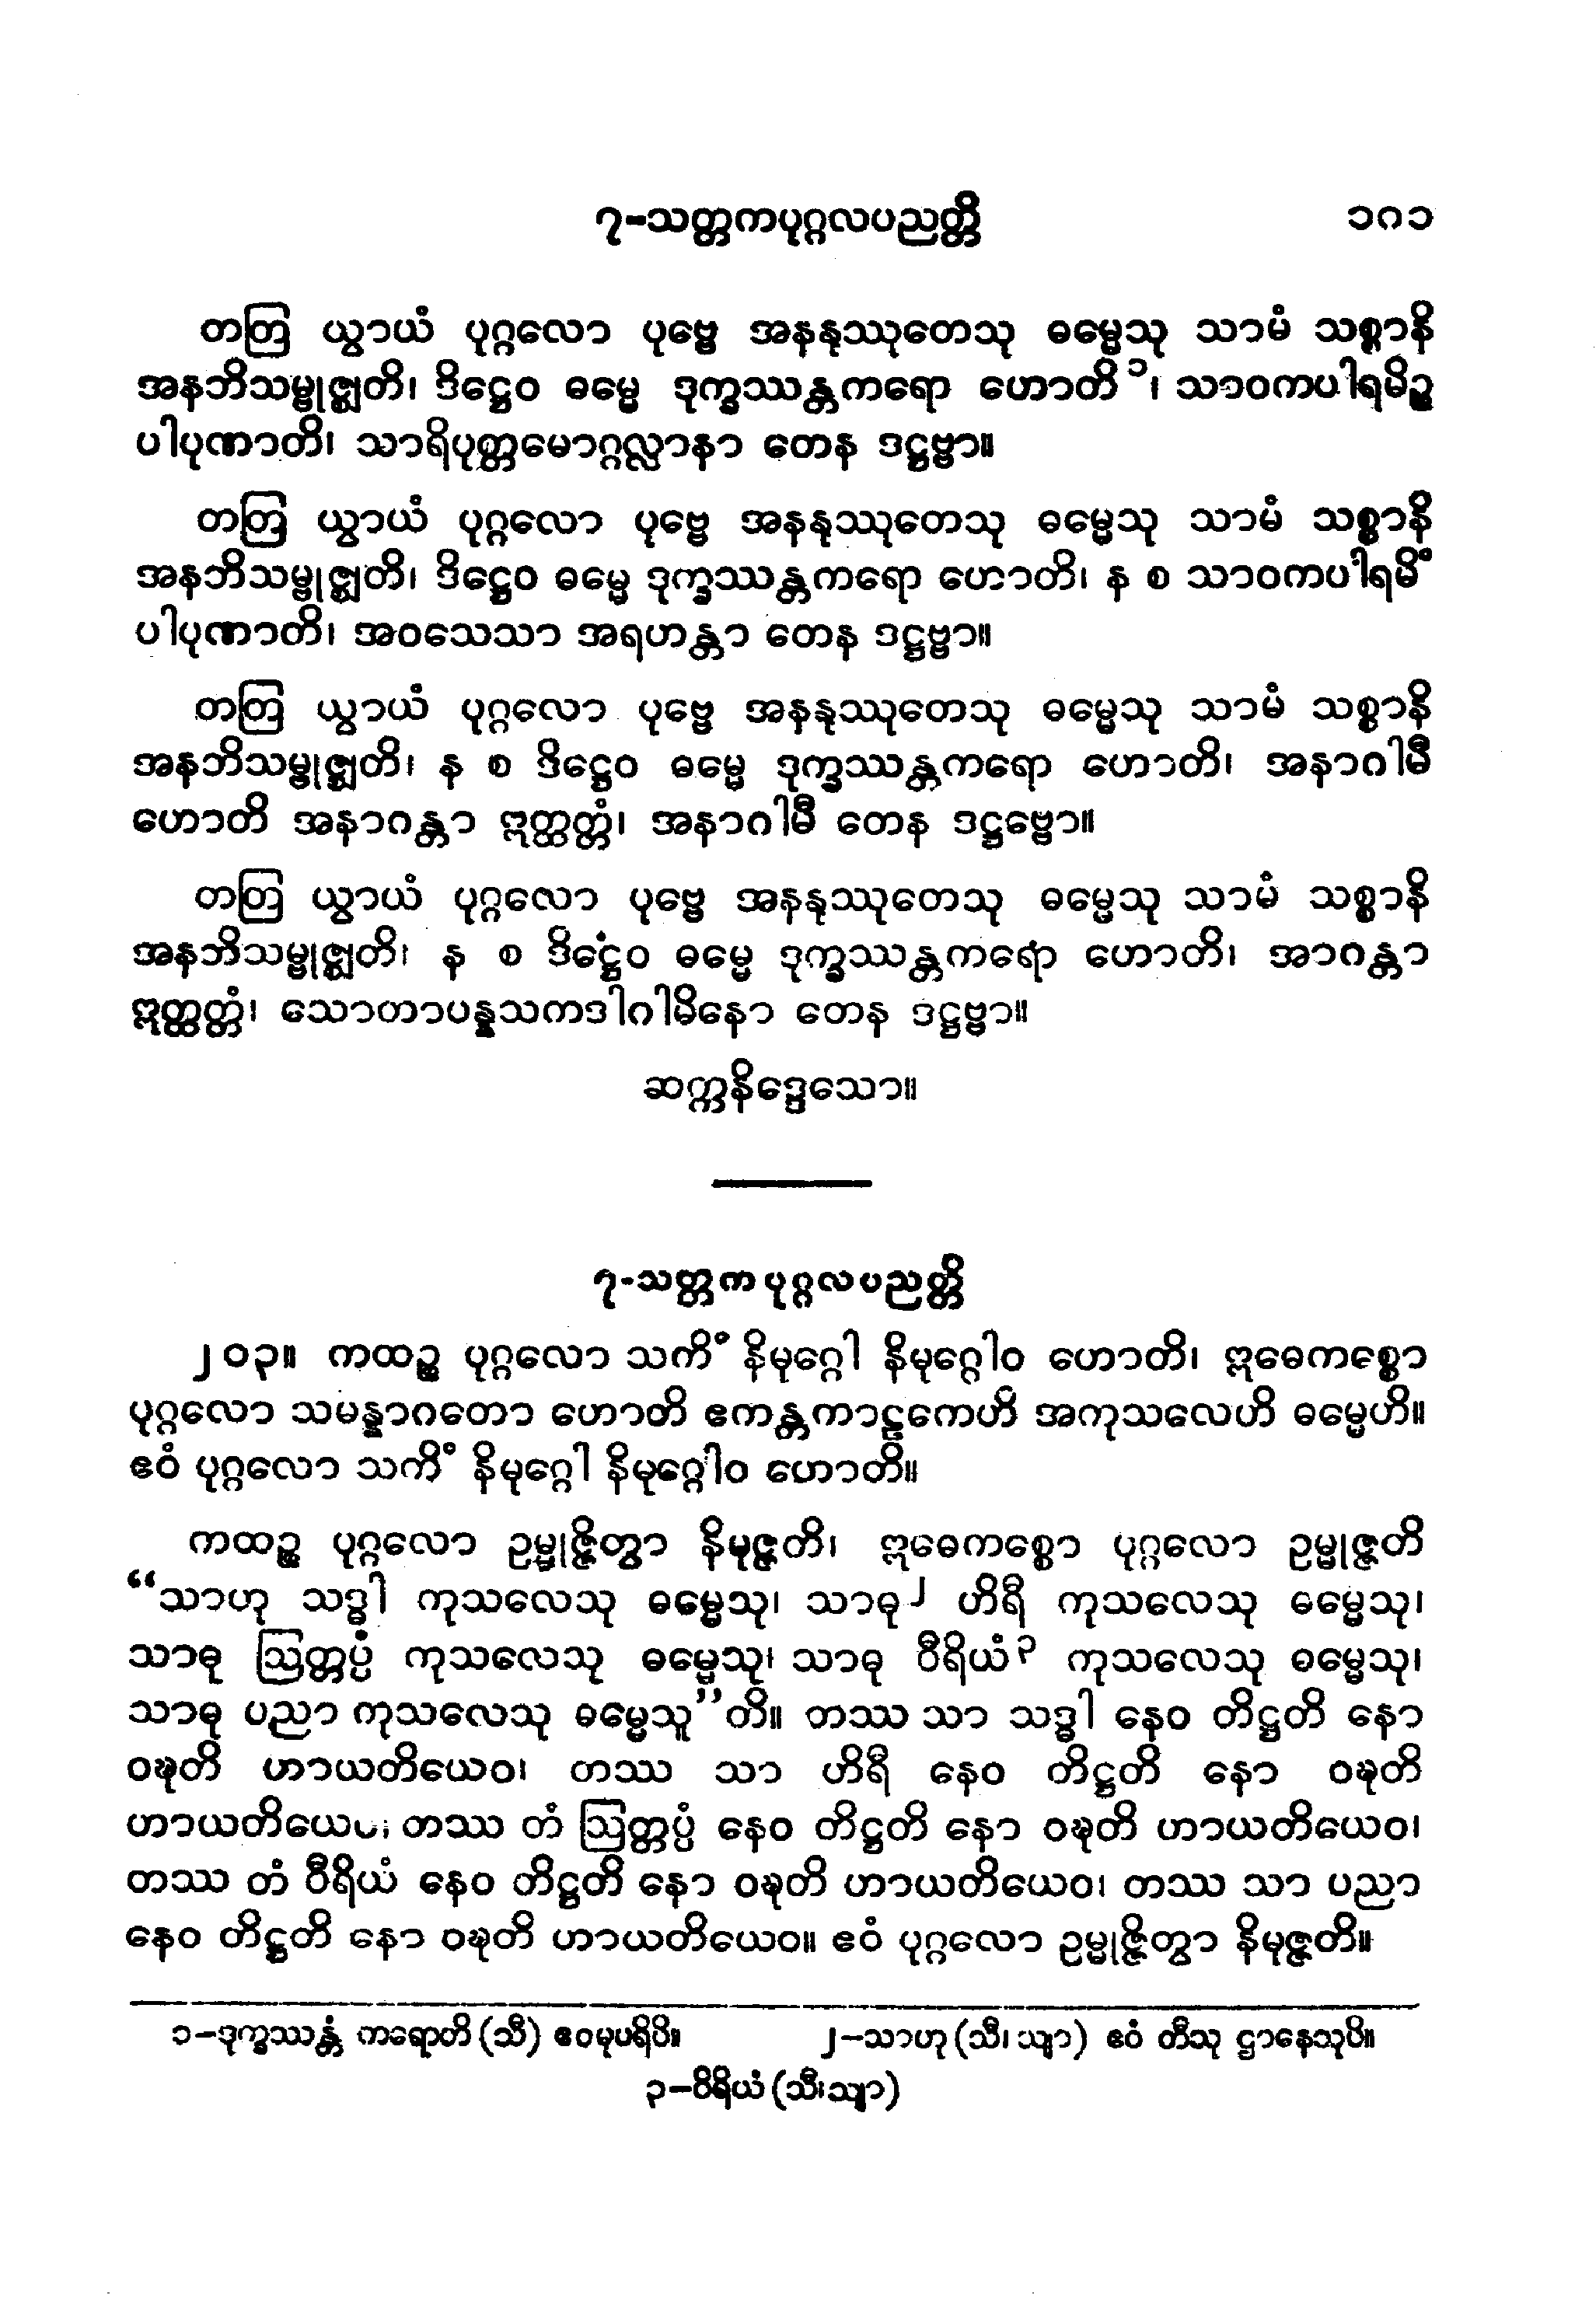 ၇-သတ္တကပုဂ္ဂလပညတ္တိ ၁၈၁
တတြ ယွာယံ ပုဂ္ဂလော ပုဗ္ဗေ အနနုဿုတေသု ဓမ္မေသု သာမံ သစ္စာနိ
အနဘိသမ္ဗုဇ္ဈတိ၊ ဒိဋ္ဌေဝ ဓမ္မေ ဒုက္ခဿန္တကရော ဟောတိ ၁၊ သာဝကပါရမိဉ္စ
ပါပုဏာတိ၊ သာရိပုတ္တမောဂ္ဂလ္လာနာ တေန ဒဋ္ဌဗ္ဗာ။
တတြ ယွာယံ ပုဂ္ဂလော ပုဗ္ဗေ အနနုဿုတေသု ဓမ္မေသု သာမံ သစ္စာနိ
အနဘိသမ္ဗုဇ္ဈတိ၊ ဒိဋ္ဌေဝ ဓမ္မေ ဒုက္ခဿန္တကရော ဟောတိ၊ န စ သာဝကပါရမိံ
ပါပုဏာတိ၊ အဝသေသာ အရဟန္တာ တေန ဒဋ္ဌဗ္ဗာ။
တတြ ယွာယံ ပုဂ္ဂလော ပုဗ္ဗေ အနနုဿုတေသု ဓမ္မေသု သာမံ သစ္စာနိ
အနဘိသမ္ဗုဇ္ဈတိ၊ န စ ဒိဋ္ဌေဝ ဓမ္မေ ဒုက္ခဿန္တကရော ဟောတိ၊ အနာဂါမီ
ဟောတိ အနာဂန္တာ ဣတ္ထတ္တံ၊ အနာဂါမီ တေန ဒဋ္ဌဗ္ဗော။
တတြ ယွာယံ ပုဂ္ဂလော ပုဗ္ဗေ အနနုဿုတေသု ဓမ္မေသု သာမံ သစ္စာနိ
အနဘိသမ္ဗုဇ္ဈတိ၊ န စ ဒိဋ္ဌေဝ ဓမ္မေ ဒုက္ခဿန္တကရော ဟောတိ၊ အာဂန္တာ
ဣတ္ထတ္တံ၊ သောတာပန္နသကဒါဂါမိနော တေန ဒဋ္ဌဗ္ဗာ။
ဆက္ကနိဒ္ဒေသော။
၇-သတ္တကပုဂ္ဂလပညတ္တိ
၂၀၃။ ကထဉ္စ ပုဂ္ဂလော သကိံ နိမုဂ္ဂေါ နိမုဂ္ဂေါဝ ဟောတိ၊ ဣဓေကစ္စော
ပုဂ္ဂလော သမန္နာဂတော ဟောတိ ဧကန္တကာဠကေဟိ အကုသလေဟိ ဓမ္မေဟိ။
ဧဝံ ပုဂ္ဂလော သကိံ နိမုဂ္ဂေါ နိမုဂ္ဂေါဝ ဟောတိ။
ကထဉ္စ ပုဂ္ဂလော ဥမ္မုဇ္ဇိတွာ နိမုဇ္ဇတိ၊ ဣဓေကစ္စော ပုဂ္ဂလော ဥမ္မုဇ္ဇတိ
“သာဟု သဒ္ဓါ ကုသလေသု ဓမ္မေသု၊ သာဓု ၂ ဟိရီ ကုသလေသု ဓမ္မေသု၊
သာဓု ဩတ္တပ္ပံ ကုသလေသု ဓမ္မေသု၊ သာဓု ဝီရိယံ ၃ ကုသလေသု ဓမ္မေသု၊
သာဓု ပညာ ကုသလေသု ဓမ္မေသူ”တိ။ တဿ သာ သဒ္ဓါ နေဝ တိဋ္ဌတိ နော
ဝဍ္ဎတိ ဟာယတိယေဝ၊ တဿ သာ ဟိရီ နေဝ တိဋ္ဌတိ နော ဝဍ္ဎတိ
ဟာယတိယေဝ၊ တဿ တံ ဩတ္တပ္ပံ နေဝ တိဋ္ဌတိ နော ဝဍ္ဎတိ ဟာယတိယေဝ၊
တဿ တံ ဝီရိယံ နေဝ တိဋ္ဌတိ နော ဝဍ္ဎတိ ဟာယတိယေဝ၊ တဿ သာ ပညာ
နေဝ တိဋ္ဌတိ နော ဝဍ္ဎတိ ဟာယတိယေဝ။ ဧဝံ ပုဂ္ဂလော ဥမ္မုဇ္ဇိတွာ နိမုဇ္ဇတိ။
၁-ဒုက္ခဿန္တံ ကရောတိ (သီ) ဧဝမုပရိပိ။ ၂-သာဟု (သီ၊ သျာ) ဧဝံ တီသု ဌာနေသုပိ။
၃-ဝိရိယံ (သီ၊ သျာ)